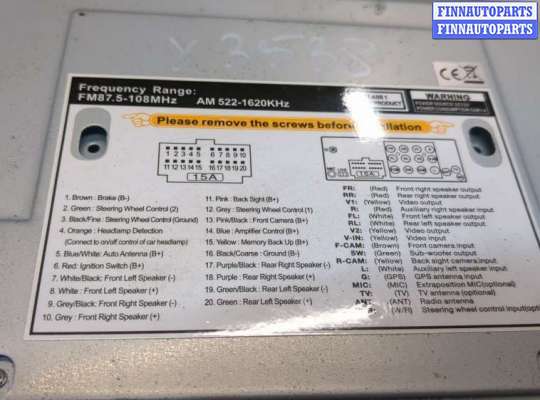 FINNAUTOPARTS
FINNAUTOPARTS
Frequency Range:
FM87.5-108MHz AM 522-1620KHz
CLASS 1
PRODUCT
CE
WARNING
Please remove the screws before
1 2 3 4 5 6 7 8 9 10
11 12 13 14 15 16 17 18 19 20
15A
15A
1. Brown : Brake (B-)
2. Green : Steering Wheel Control (2)
3. Black/Fine : Steering Wheel Control (Ground)
4. Orange : Headlamp Detection
(Connect to on/off control of car headlamp)
5. Blue/White: Auto Antenna (B+)
6. Red: Ignition Switch (B+)
7. White/Black : Front Left Speaker (-)
8. White : Front Left Speaker (+)
9. Grey/Black: Front Right Speaker (-)
10. Grey : Front Right Speaker (+)
11. Pink : Back Sight (B+)
12. Grey : Steering Wheel Control (1)
13. Pink/Black : Front Camera (B+)
14. Blue : Amplifier Control (B+)
15. Yellow : Memory Back Up (B+)
16. Black/Coarse : Ground (B-)
17. Purple/Black : Rear Right Speaker (-)
18. Purple : Rear Right Speaker (+)
19. Green/Black : Rear Left Speaker (-)
20. Green : Rear Left Speaker (+)
FR: (Red) Front right speaker output
RR: (Red) Rear right speaker output
V1: (Yellow) Video output
R: (Red) Auxiliary right speaker input
FL: (White) Front left speaker output
RL: (White) Rear left speaker output
V2: (Yellow) Video output
V-IN: (Yellow) Video input
F-CAM: (Brown) Front camera input
SW: (Green) Sub-woofer output
R-CAM: (Yellow) Back sight camera input
L: (White) Auxiliary left speaker input
G: (GPS) GPS antenna input
MIC: (MIC) Extraposition MIC(optional)
TV: (TV) TV antenna (optional)
ANT: (ANT) Radio antenna
Steering wheel control input